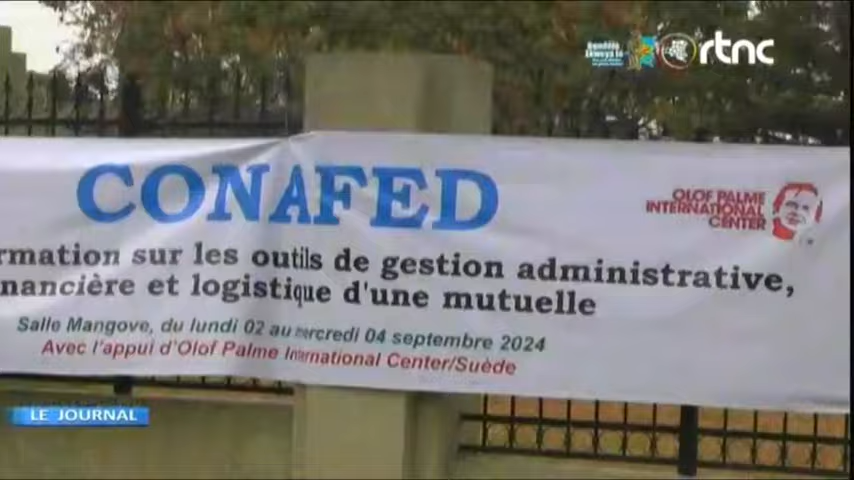 rtnc
CONAFED
OLOF PALME
INTERNATIONAL
CENTER
rmation sur les outils de gestion administrative,
nancière et logistique d'une mutuelle
Salle Mangove, du lundi 02 au mercredi 04 septembre 2024
Avec l'appui d'Olof Palme International Center/Suède
LE JOURNAL